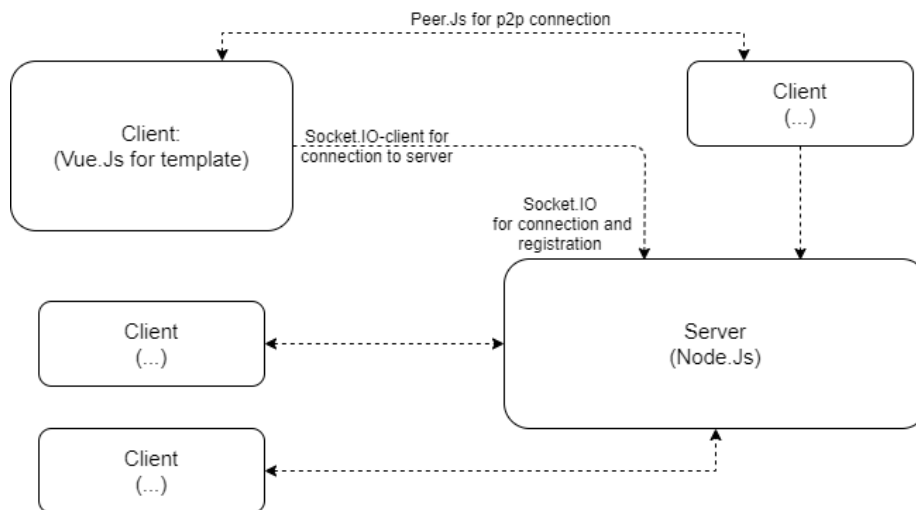 Peer.Js for p2p connection
Client:
(Vue.Js for template)
Client
(...)
Socket.IO-client for
connection to server
Socket.IO
for connection and
registration
Client
(...)
Server
(Node.Js)
Client
(...)